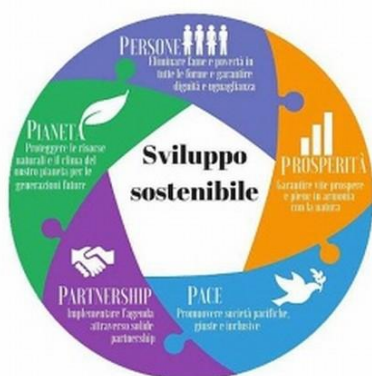 PERSONE
Eliminare fame e povertà in
tutte le forme e garantire
dignità e uguaglianza
PIANETA
Proteggere le risorse
naturali e il clima del
nostro pianeta per le
generazioni future
Sviluppo
sostenibile
PROSPERITÀ
Garantire vite prospere
e piene in armonia
con la natura
PARTNERSHIP
Implementare l'agenda
attraverso solide
partnership
PACE
Promuovere società pacifiche,
giuste e inclusive